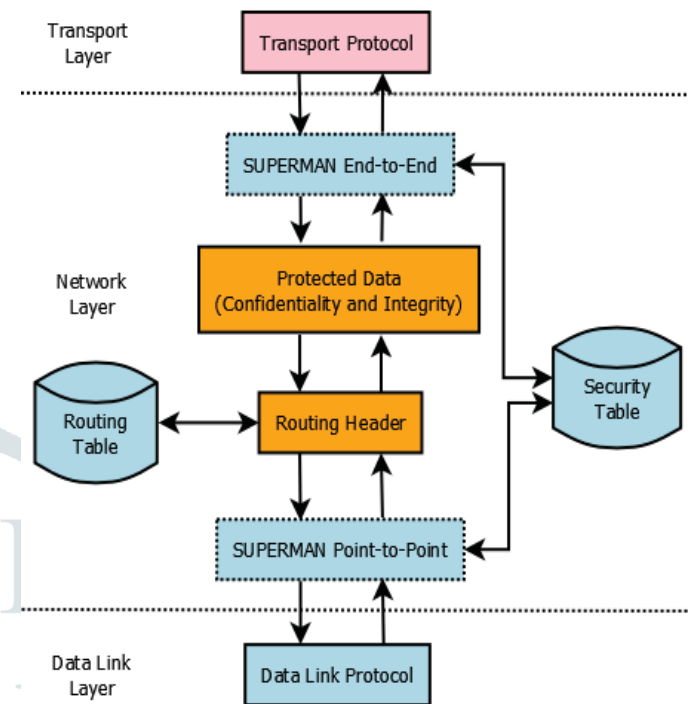 Transport
Layer
Transport Protocol
SUPERMAN End-to-End
Network
Layer
Protected Data
(Confidentiality and Integrity)
Routing
Table
Routing Header
Security
Table
SUPERMAN Point-to-Point
Data Link
Layer
Data Link Protocol